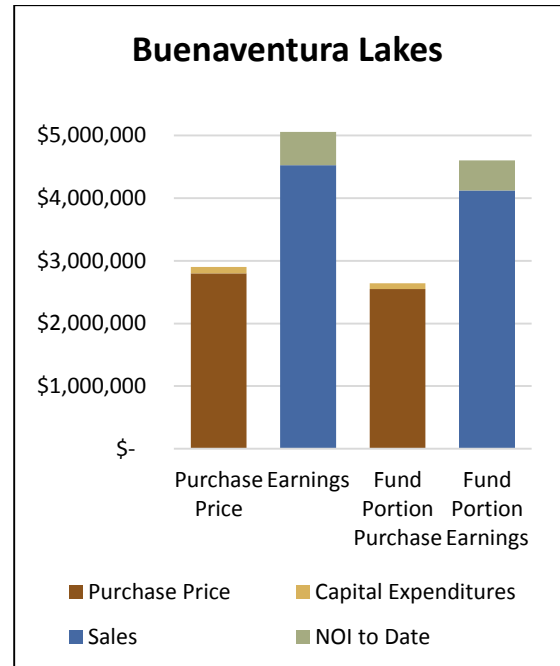 Buenaventura Lakes
$5,000,000
$4,000,000
$3,000,000
$2,000,000
$1,000,000
$-
Purchase Price
Earnings
Fund Portion Purchase
Fund Portion Earnings
Purchase Price
Capital Expenditures
Sales
NOI to Date